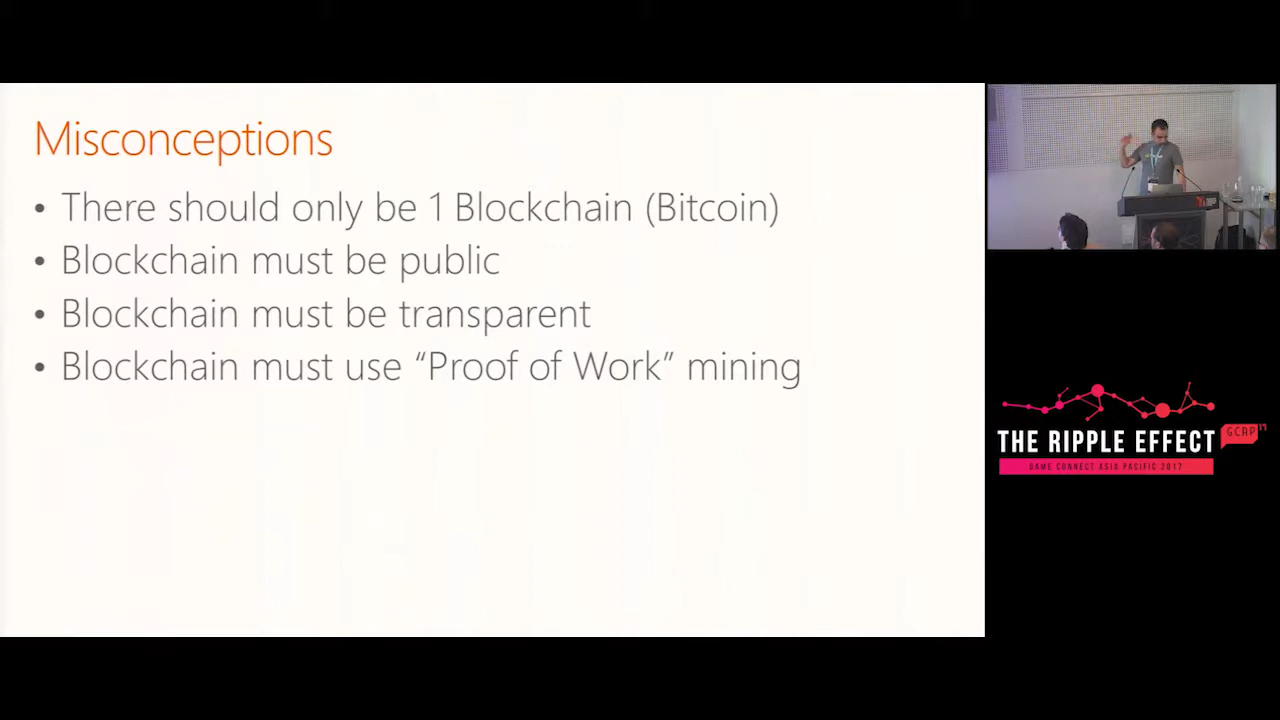 Misconceptions
• There should only be 1 Blockchain (Bitcoin)
• Blockchain must be public
• Blockchain must be transparent
• Blockchain must use “Proof of Work” mining
THE RIPPLE EFFECT
GCAP 17
GAME CONNECT ASIA PACIFIC 2017